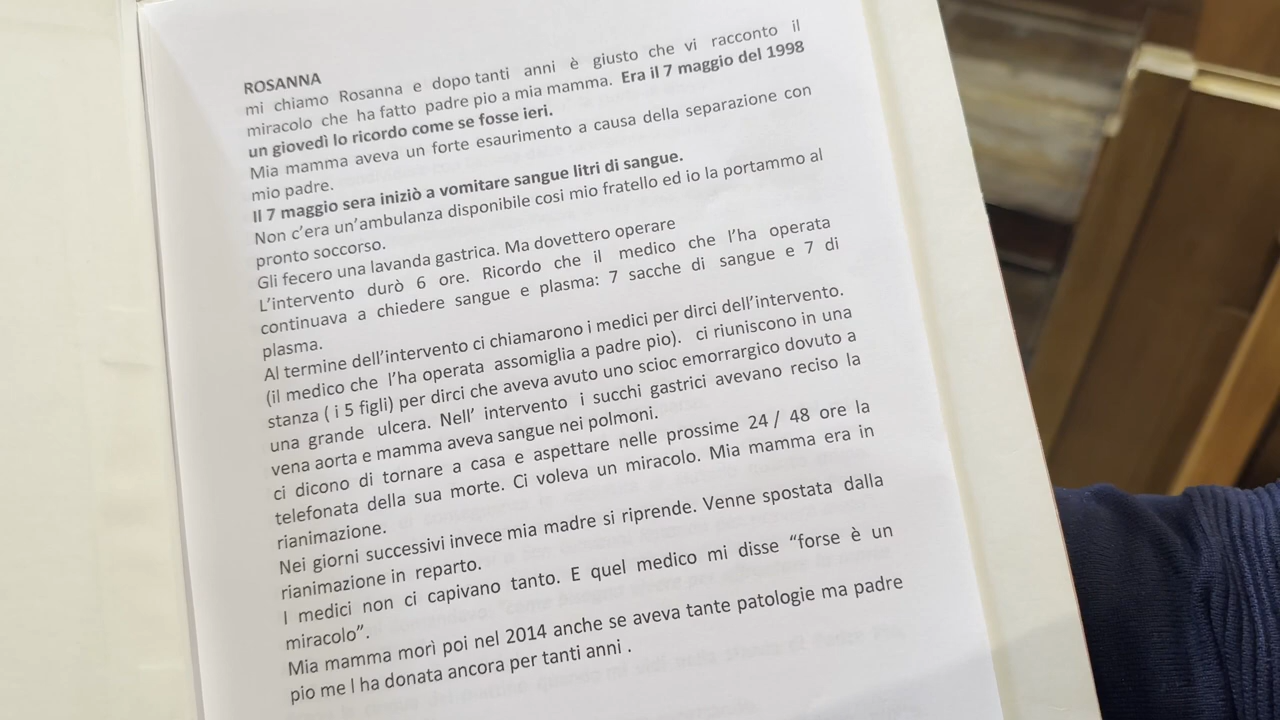 ROSANNA
mi chiamo Rosanna e dopo tanti anni è giusto che vi racconto il
miracolo che ha fatto padre pio a mia mamma. Era il 7 maggio del 1998
un giovedì lo ricordo come se fosse ieri.
Mia mamma aveva un forte esaurimento a causa della separazione con
mio padre.
Il 7 maggio sera iniziò a vomitare sangue litri di sangue.
Non c'era un'ambulanza disponibile così mio fratello ed io la portammo al
pronto soccorso.
Gli fecero una lavanda gastrica. Ma dovettero operare
L'intervento durò 6 ore. Ricordo che il medico che l'ha operata
continuava a chiedere sangue e plasma: 7 sacche di sangue e 7 di
plasma.
Al termine dell'intervento ci chiamarono i medici per dirci dell'intervento.
(il medico che l'ha operata assomiglia a padre pio). ci riuniscono in una
stanza ( i 5 figli) per dirci che aveva avuto uno scioc emorrargico dovuto a
una grande ulcera. Nell' intervento i succhi gastrici avevano reciso la
vena aorta e mamma aveva sangue nei polmoni.
ci dicono di tornare a casa e aspettare nelle prossime 24 / 48 ore la
telefonata della sua morte. Ci voleva un miracolo. Mia mamma era in
rianimazione.
Nei giorni successivi invece mia madre si riprende. Venne spostata dalla
rianimazione in reparto.
I medici non ci capivano tanto. E quel medico mi disse “forse è un
miracolo”.
Mia mamma morì poi nel 2014 anche se aveva tante patologie ma padre
pio me l ha donata ancora per tanti anni .